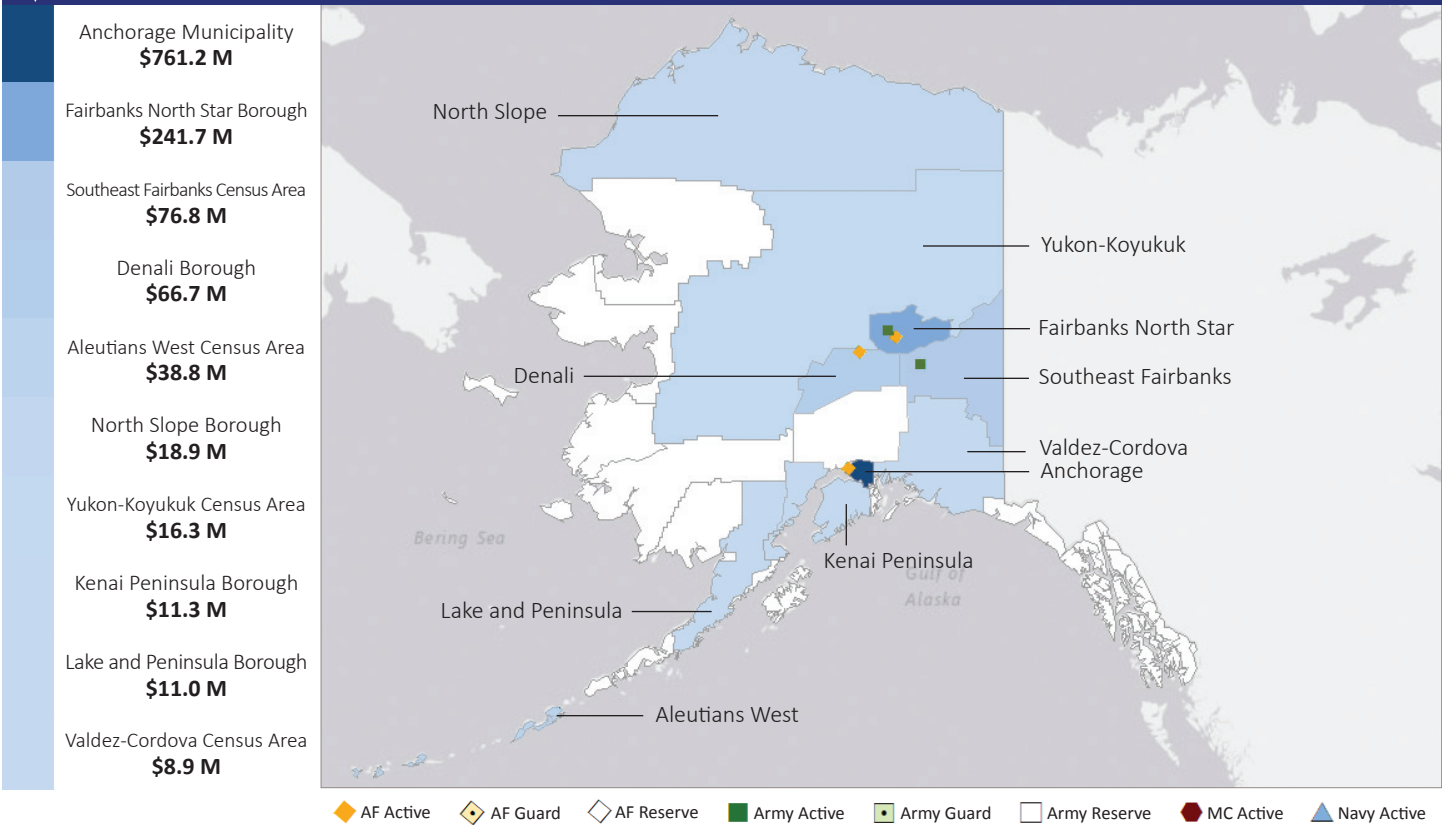 Anchorage Municipality
$761.2 M
Fairbanks North Star Borough
$241.7 M
Southeast Fairbanks Census Area
$76.8 M
Denali Borough
$66.7 M
Aleutians West Census Area
$38.8 M
North Slope Borough
$18.9 M
Yukon-Koyukuk Census Area
$16.3 M
Kenai Peninsula Borough
$11.3 M
Lake and Peninsula Borough
$11.0 M
Valdez-Cordova Census Area
$8.9 M
North Slope
Yukon-Koyukuk
Fairbanks North Star
Denali
Southeast Fairbanks
Valdez-Cordova
Anchorage
Bering Sea
Kenai Peninsula
Gulf of
Alaska
Lake and Peninsula
Aleutians West
AF Active
AF Guard
AF Reserve
Army Active
Army Guard
Army Reserve
MC Active
Navy Active